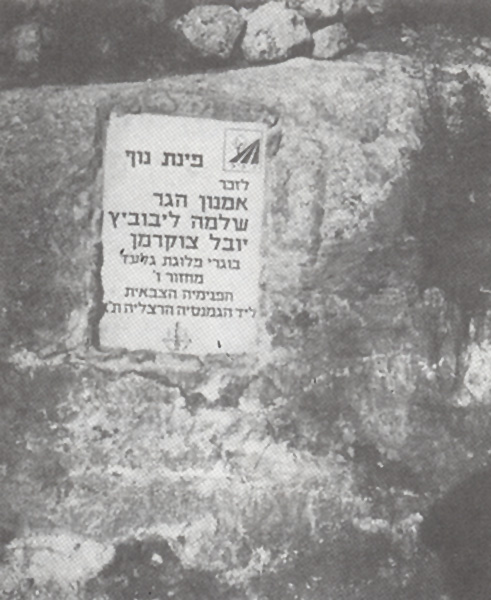 פינת נוף
לזכר
אמנון הגר
שלמה ליבוביץ
יובל צוקרמן
בוגרי פלוגת גלעד
מחזור ו'
הפנימיה הצבאית
ליד הגמנסיה הרצליה ת"א